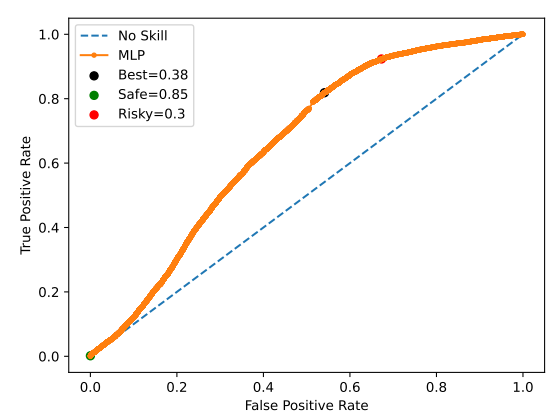 No Skill
MLP
Best=0.38
Safe=0.85
Risky=0.3
True Positive Rate
1.0
0.8
0.6
0.4
0.2
0.0
0.0 0.2 0.4 0.6 0.8 1.0
False Positive Rate